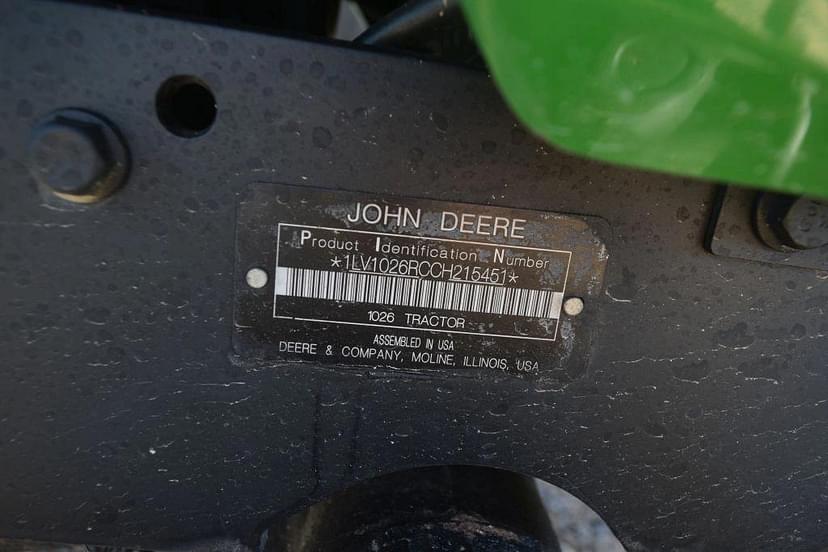 JOHN DEERE
Product Identification Number
*1LV1026RCCH215451*
1026 TRACTOR
ASSEMBLED IN USA
DEERE & COMPANY, MOLINE, ILLINOIS, USA